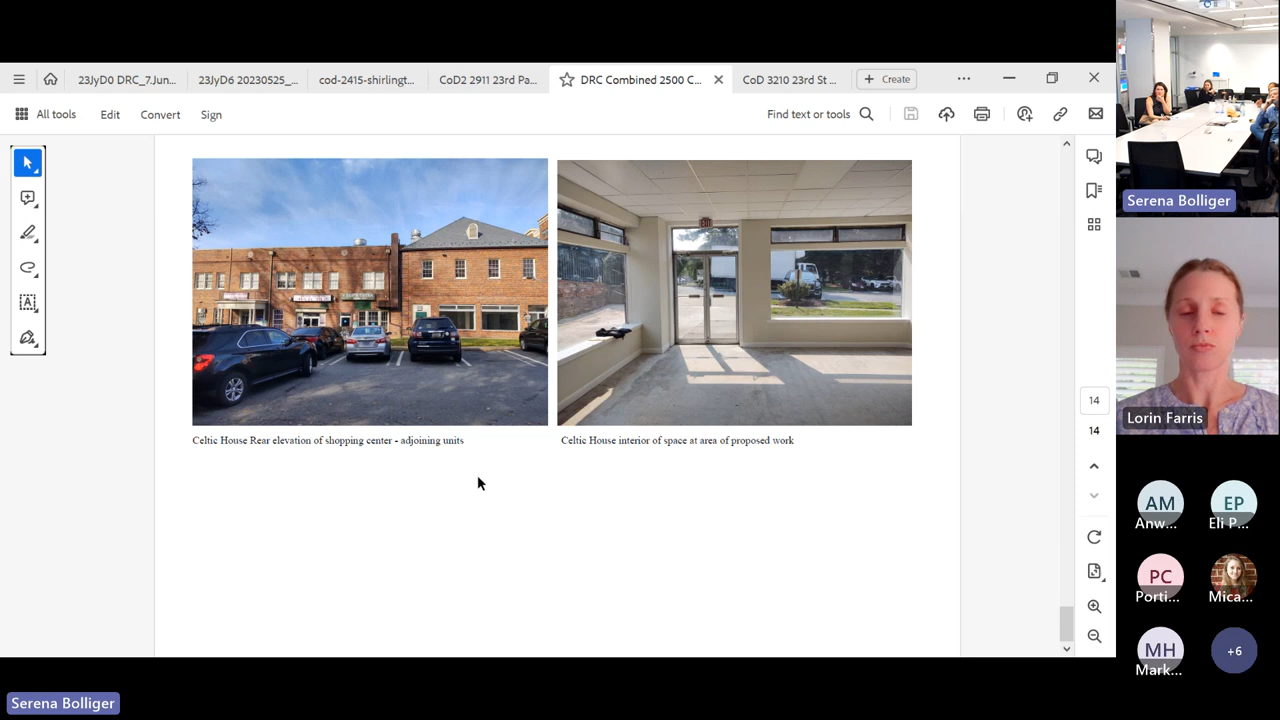 23JyD0 DRC_7.Jun...
23JyD6 20230525_...
cod-2415-shirlingt...
CoD2 2911 23rd Pa...
DRC Combined 2500 C...
CoD 3210 23rd St ...
Create
All tools
Edit
Convert
Sign
Find text or tools
EXIT
Celtic House Rear elevation of shopping center - adjoining units
Celtic House interior of space at area of proposed work
14
14
Serena Bolliger
Lorin Farris
AM
Anw...
EP
Eli P...
PC
Porti...
Mica...
MH
Mark...
+6
Serena Bolliger